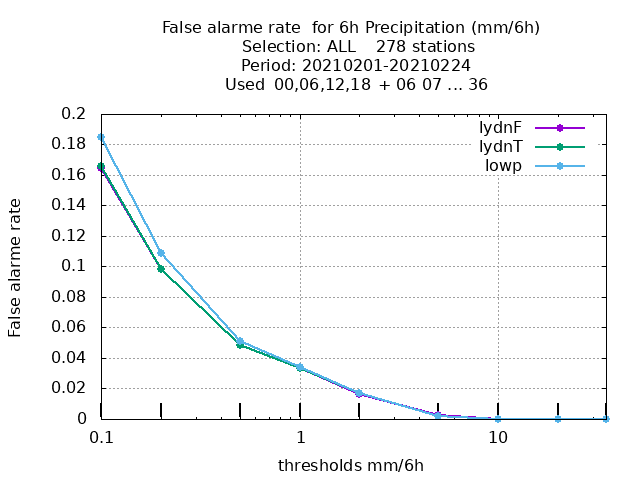 False alarme rate  for 6h Precipitation (mm/6h)
Selection: ALL    278 stations
Period: 20210201-20210224
Used  00,06,12,18  + 06 07 ... 36
lydnF
lydnT
lowp
0.2
0.18
0.16
0.14
0.12
0.1
0.08
0.06
0.04
0.02
0
False alarme rate
0.1 1 10
thresholds mm/6h